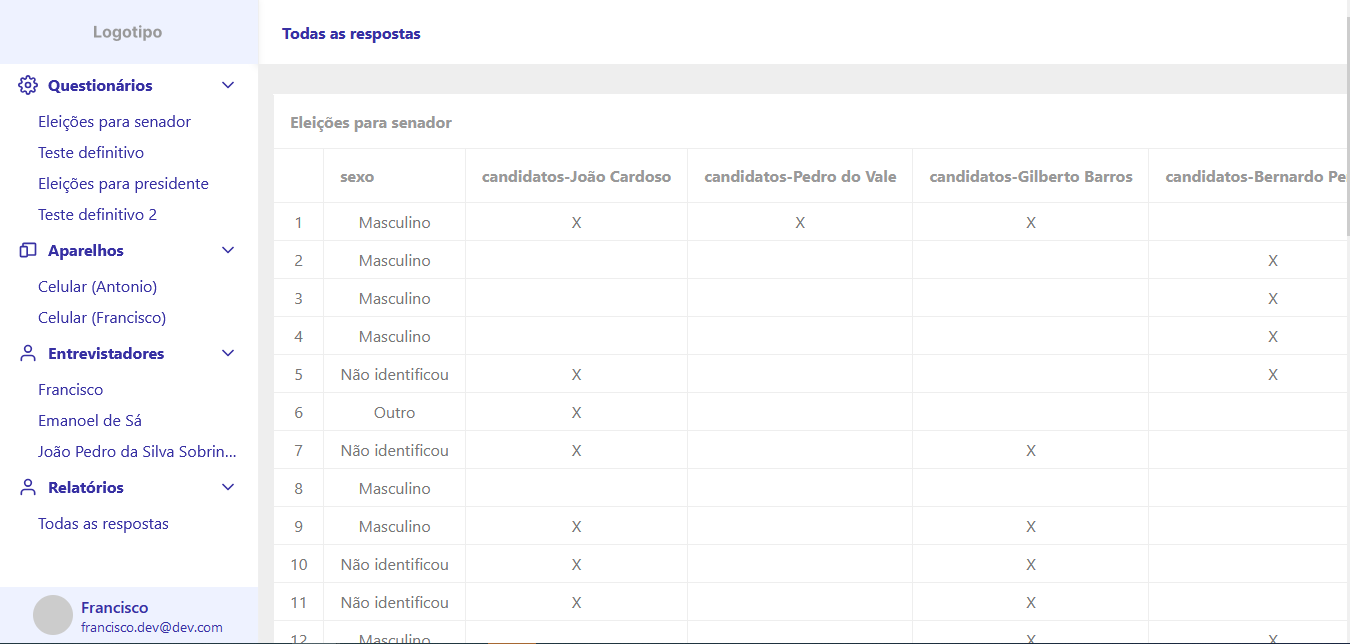 Logotipo
Questionários
Eleições para senador
Teste definitivo
Eleições para presidente
Teste definitivo 2
Aparelhos
Celular (Antonio)
Celular (Francisco)
Entrevistadores
Francisco
Emanoel de Sá
João Pedro da Silva Sobrin...
Relatórios
Todas as respostas
Francisco
francisco.dev@dev.com
Todas as respostas
Eleições para senador
sexo candidatos-João Cardoso candidatos-Pedro do Vale candidatos-Gilberto Barros candidatos-Bernardo Pe
1 Masculino X X X
2 Masculino X
3 Masculino X
4 Masculino X
5 Não identificou X X
6 Outro X
7 Não identificou X X
8 Masculino
9 Masculino X X
10 Não identificou X X
11 Não identificou X X
12 Masculino X X